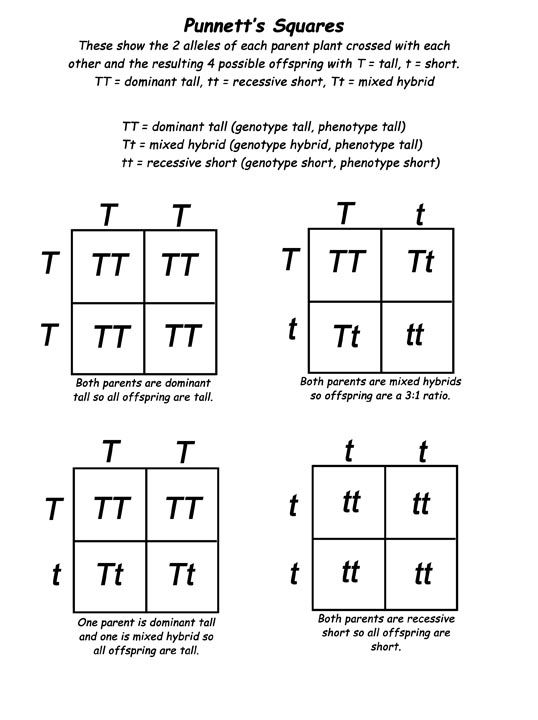 Punnett's Squares
These show the 2 alleles of each parent plant crossed with each
other and the resulting 4 possible offspring with T = tall, t = short.
TT = dominant tall, tt = recessive short, Tt = mixed hybrid
TT = dominant tall (genotype tall, phenotype tall)
Tt = mixed hybrid (genotype hybrid, phenotype tall)
tt = recessive short (genotype short, phenotype short)
T T
T TT TT
T TT TT
Both parents are dominant
tall so all offspring are tall.
T t
T TT Tt
t Tt tt
Both parents are mixed hybrids
so offspring are a 3:1 ratio.
T T
T TT TT
t Tt Tt
One parent is dominant tall
and one is mixed hybrid so
all offspring are tall.
t t
t tt tt
t tt tt
Both parents are recessive
short so all offspring are
short.